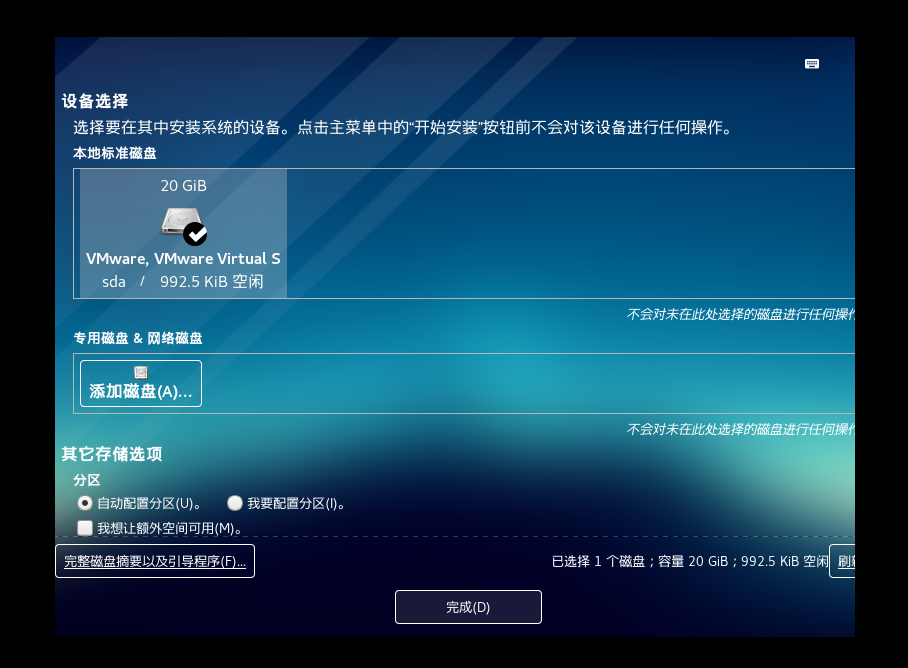 设备选择
选择要在其中安装系统的设备。点击主菜单中的“开始安装”按钮前不会对该设备进行任何操作。
本地标准磁盘
20 GiB
VMware, VMware Virtual S
sda / 992.5 KiB 空闲
不会对未在此处选择的磁盘进行任何操作
专用磁盘 & 网络磁盘
添加磁盘(A)...
不会对未在此处选择的磁盘进行任何操作
其它存储选项
分区
自动配置分区(U)。 我要配置分区(I)。
我想让额外空间可用(M)。
完整磁盘摘要以及引导程序(F)... 已选择 1 个磁盘；容量 20 GiB；992.5 KiB 空闲 刷
完成(D)